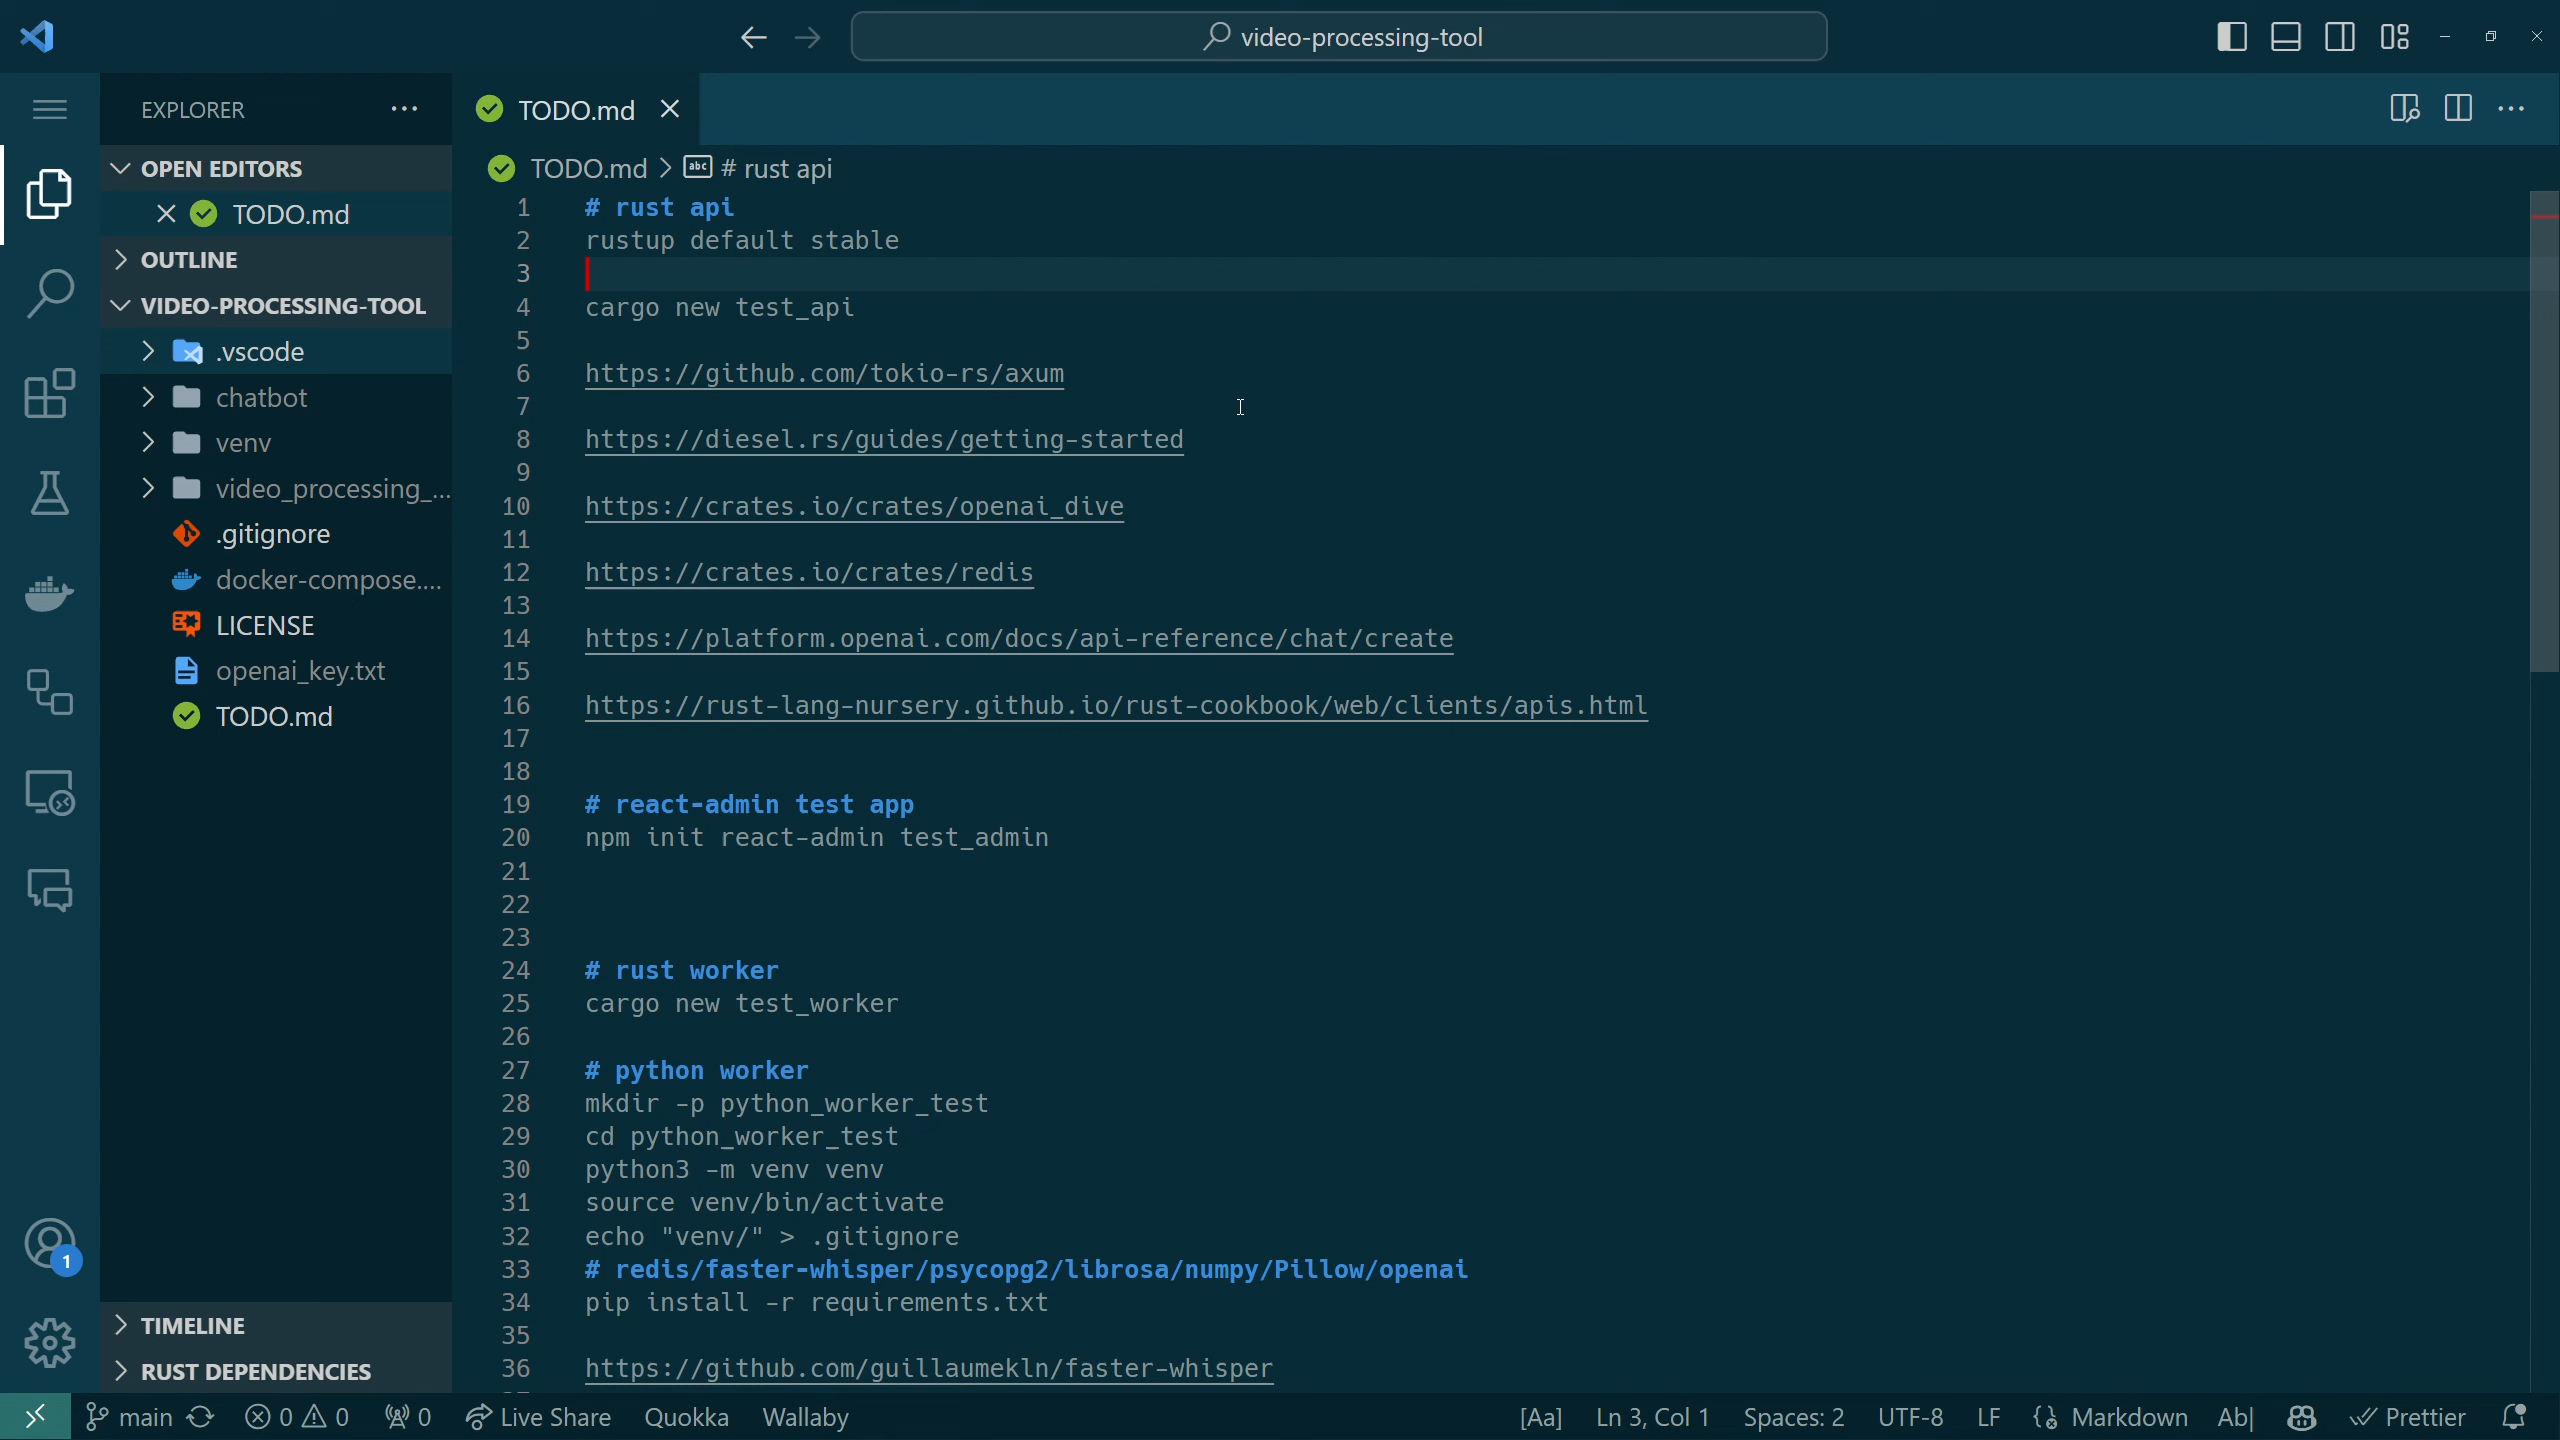 video-processing-tool
EXPLORER
TODO.md
OPEN EDITORS
TODO.md
OUTLINE
VIDEO-PROCESSING-TOOL
.vscode
chatbot
venv
video_processing_...
.gitignore
docker-compose....
LICENSE
openai_key.txt
TODO.md
TIMELINE
RUST DEPENDENCIES
TODO.md > # rust api
1 # rust api
2 rustup default stable
3
4 cargo new test_api
5
6 https://github.com/tokio-rs/axum
7
8 https://diesel.rs/guides/getting-started
9
10 https://crates.io/crates/openai_dive
11
12 https://crates.io/crates/redis
13
14 https://platform.openai.com/docs/api-reference/chat/create
15
16 https://rust-lang-nursery.github.io/rust-cookbook/web/clients/apis.html
17
18
19 # react-admin test app
20 npm init react-admin test_admin
21
22
23
24 # rust worker
25 cargo new test_worker
26
27 # python worker
28 mkdir -p python_worker_test
29 cd python_worker_test
30 python3 -m venv venv
31 source venv/bin/activate
32 echo "venv/" > .gitignore
33 # redis/faster-whisper/psycopg2/librosa/numpy/Pillow/openai
34 pip install -r requirements.txt
35
36 https://github.com/guillaumekln/faster-whisper
1
main 0 0 0 Live Share Quokka Wallaby [Aa] Ln 3, Col 1 Spaces: 2 UTF-8 LF Markdown Ab| Prettier